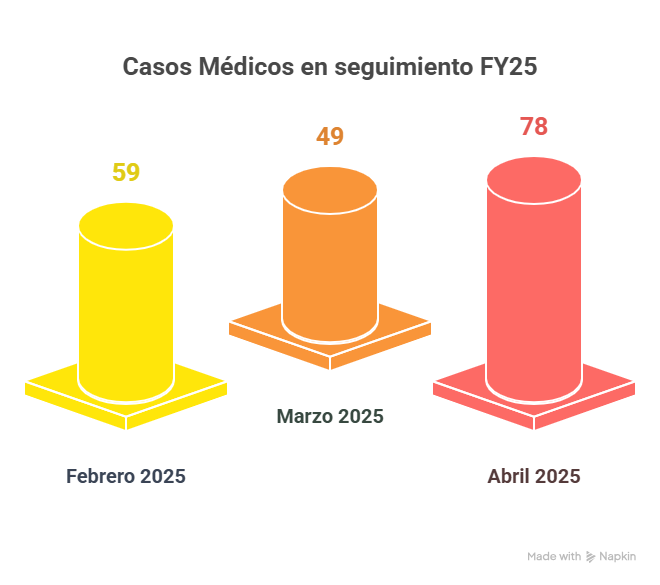 Casos Médicos en seguimiento FY25
59
49
78
Febrero 2025
Marzo 2025
Abril 2025
Made with Napkin